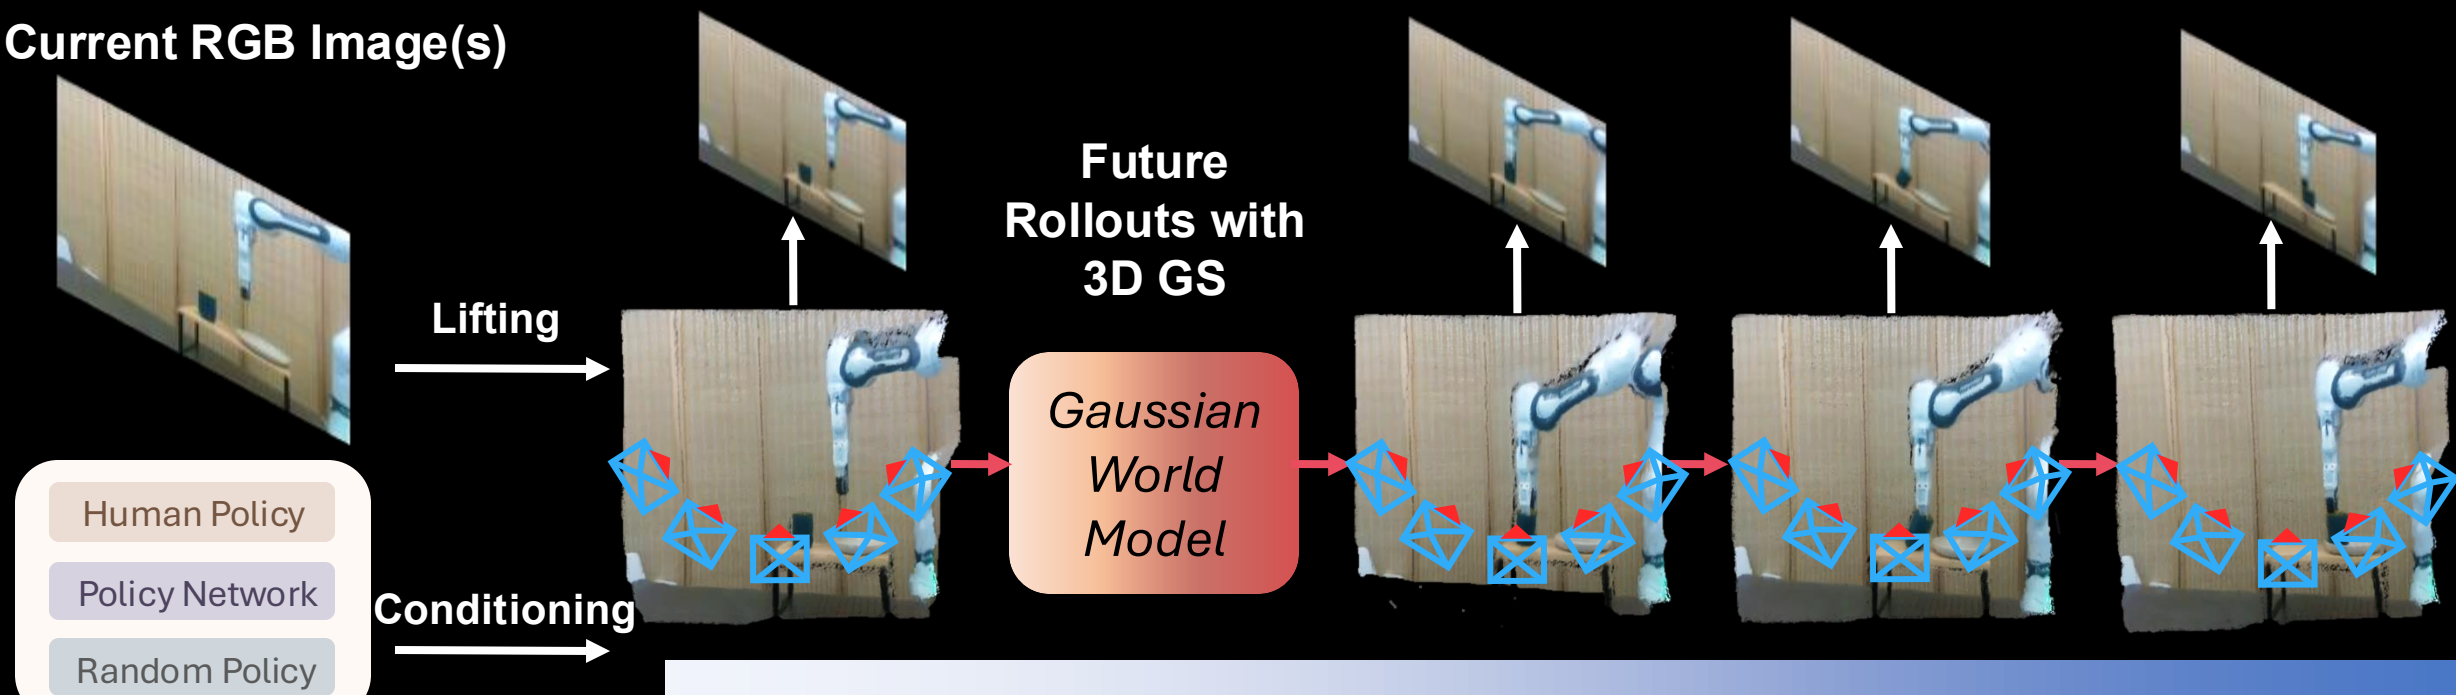 Current RGB Image(s)
Lifting
Future
Rollouts with
3D GS
Gaussian
World
Model
Human Policy
Policy Network
Random Policy
Conditioning